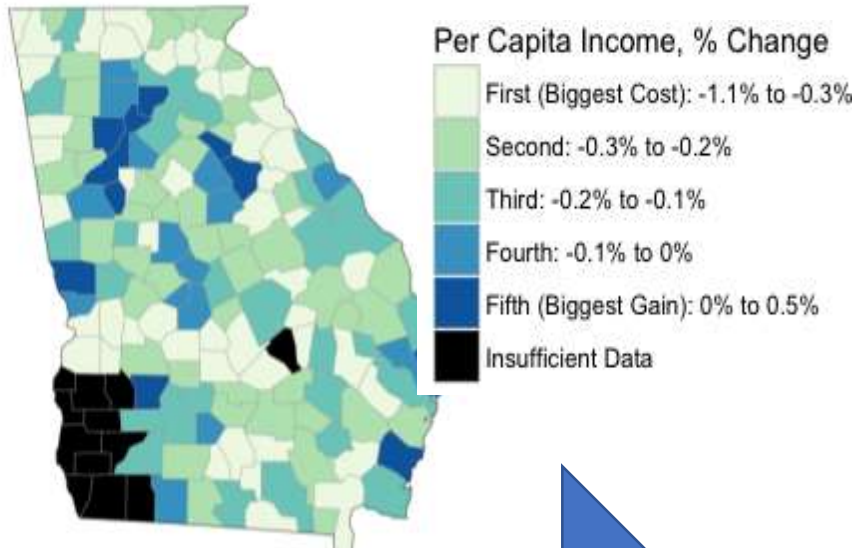 Per Capita Income, % Change
First (Biggest Cost): -1.1% to -0.3%
Second: -0.3% to -0.2%
Third: -0.2% to -0.1%
Fourth: -0.1% to 0%
Fifth (Biggest Gain): 0% to 0.5%
Insufficient Data